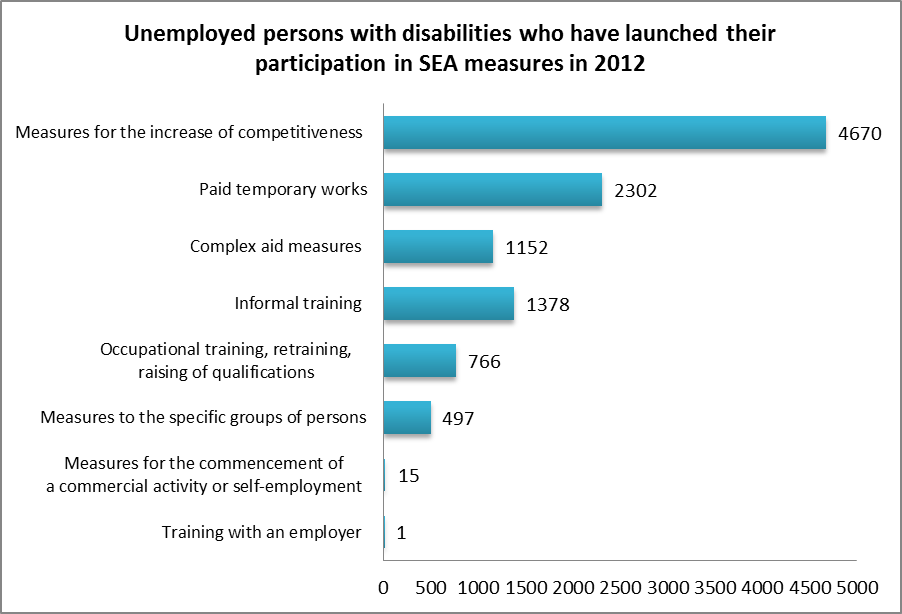 Unemployed persons with disabilities who have launched their
participation in SEA measures in 2012
Measures for the increase of competitiveness 4670
Paid temporary works 2302
Complex aid measures 1152
Informal training 1378
Occupational training, retraining,
raising of qualifications 766
Measures to the specific groups of persons 497
Measures for the commencement of
a commercial activity or self-employment 15
Training with an employer 1
0 500 1000 1500 2000 2500 3000 3500 4000 4500 5000